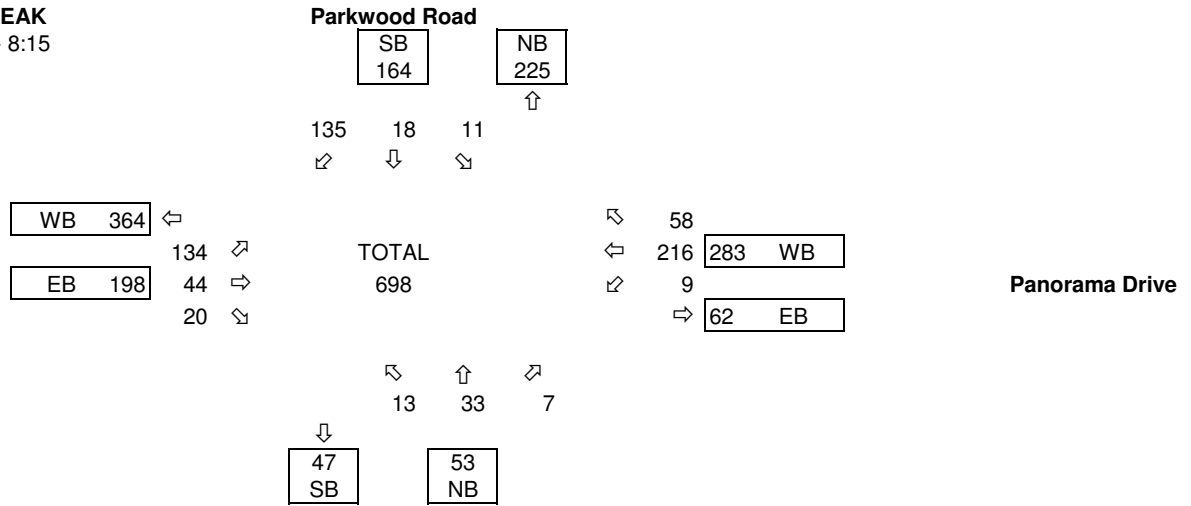 EAK Parkwood Road
8:15 SB NB
164 225
⇧
135 18 11
⬃ ⇩ ⬂
WB 364 ⇦ ⬁ 58
134 ⬀ TOTAL ⇦ 216 283 WB
EB 198 44 ⇨ 698 ⬃ 9 Panorama Drive
20 ⬂ ⇨ 62 EB
⬁ ⇧ ⬀
13 33 7
⇩
47 53
SB NB